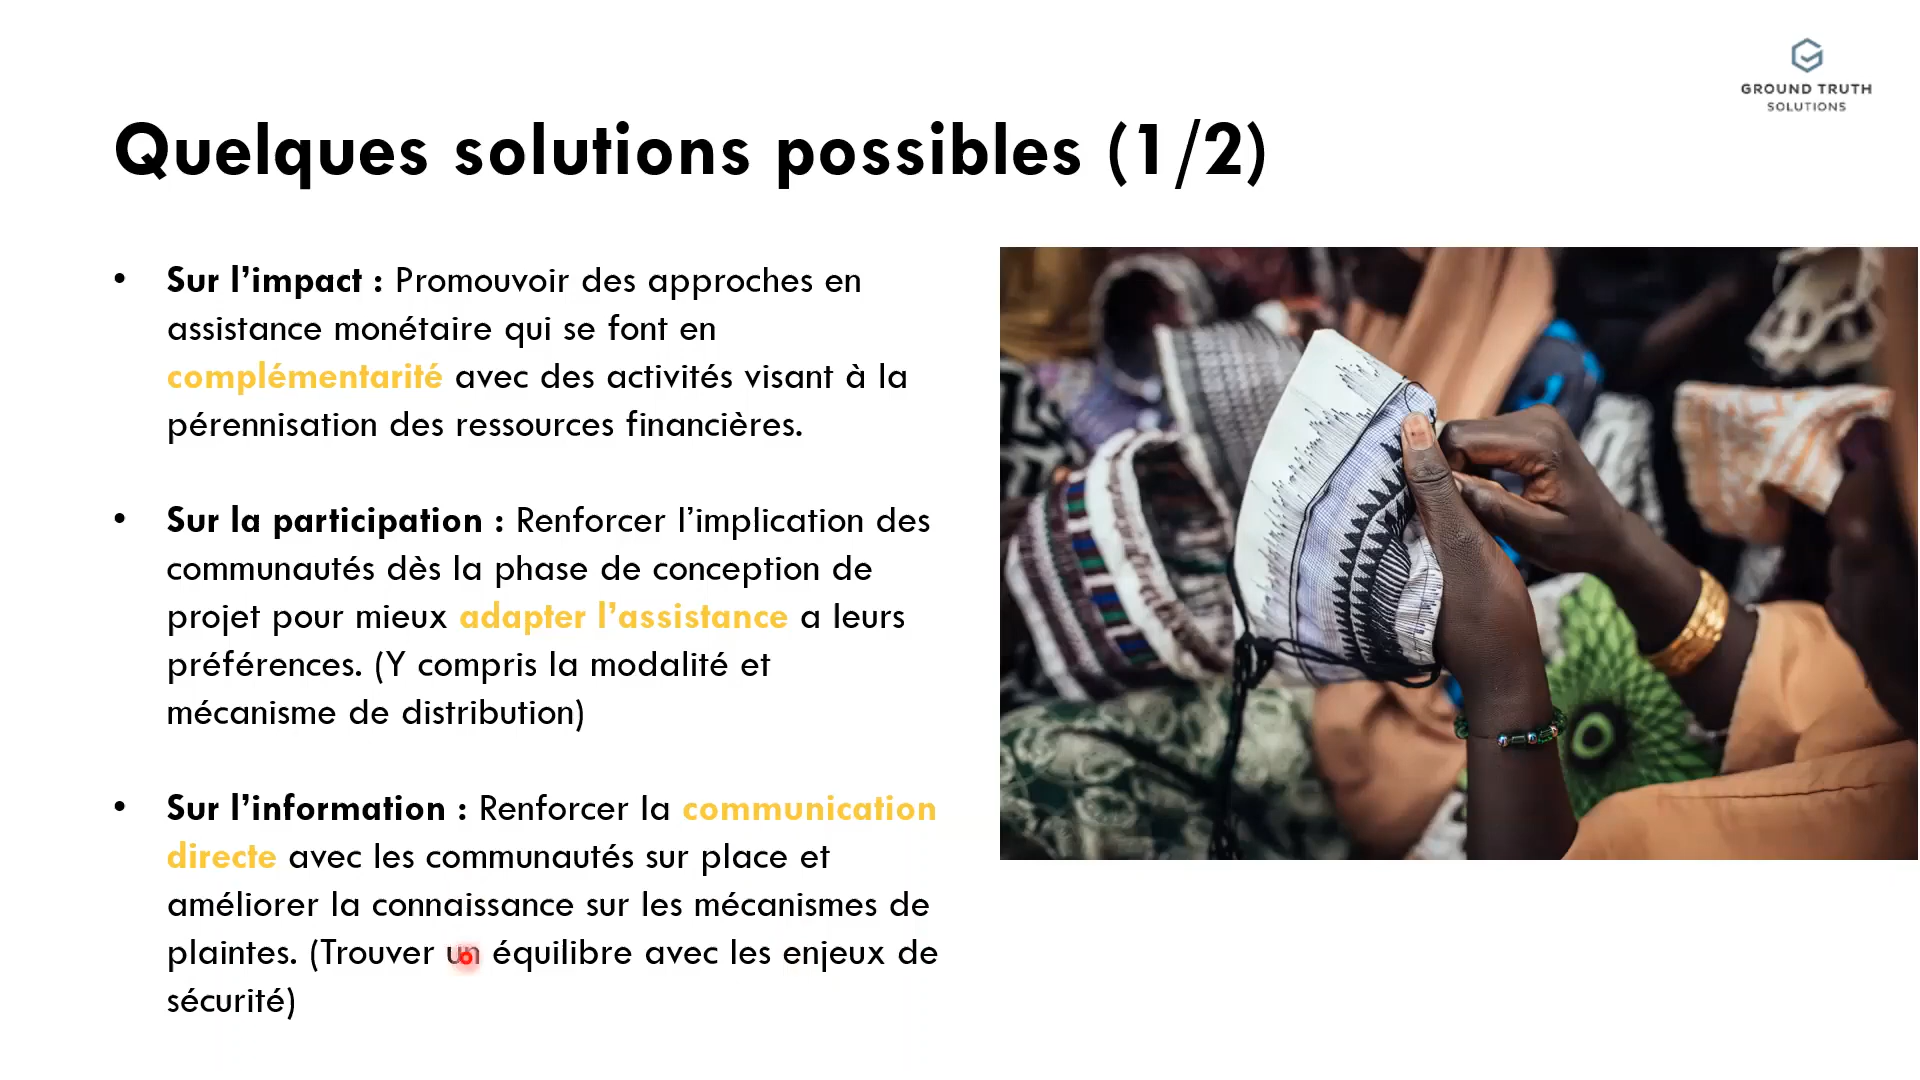 GROUND TRUTH
SOLUTIONS
Quelques solutions possibles (1/2)
• Sur l’impact : Promouvoir des approches en
assistance monétaire qui se font en
complémentarité avec des activités visant à la
pérennisation des ressources financières.
• Sur la participation : Renforcer l’implication des
communautés dès la phase de conception de
projet pour mieux adapter l’assistance a leurs
préférences. (Y compris la modalité et
mécanisme de distribution)
• Sur l’information : Renforcer la communication
directe avec les communautés sur place et
améliorer la connaissance sur les mécanismes de
plaintes. (Trouver un équilibre avec les enjeux de
sécurité)